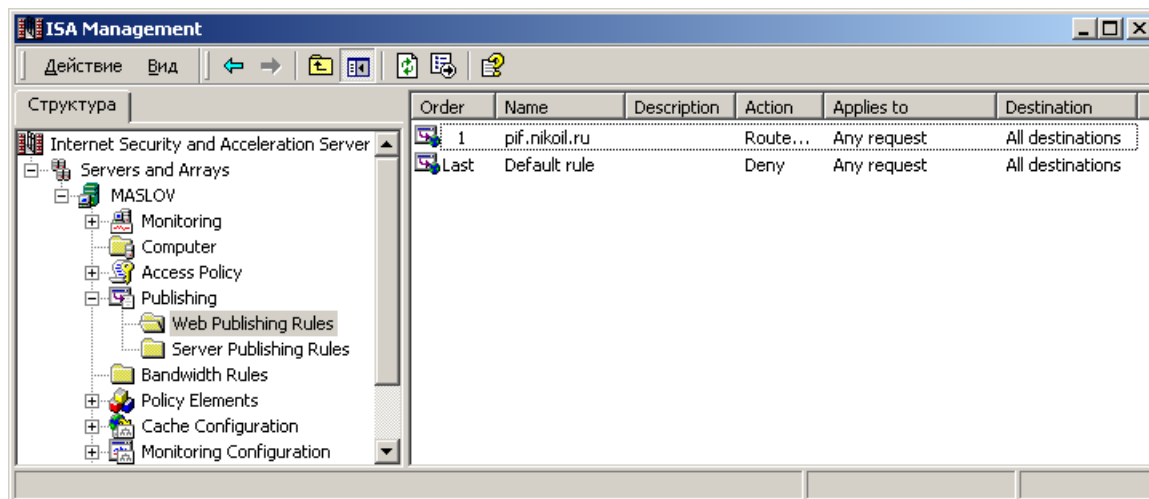 ISA Management
Действие Вид
Структура
Internet Security and Acceleration Server
Servers and Arrays
MASLOV
Monitoring
Computer
Access Policy
Publishing
Web Publishing Rules
Server Publishing Rules
Bandwidth Rules
Policy Elements
Cache Configuration
Monitoring Configuration
Order Name Description Action Applies to Destination
1 pif.nikoil.ru Route... Any request All destinations
Last Default rule Deny Any request All destinations